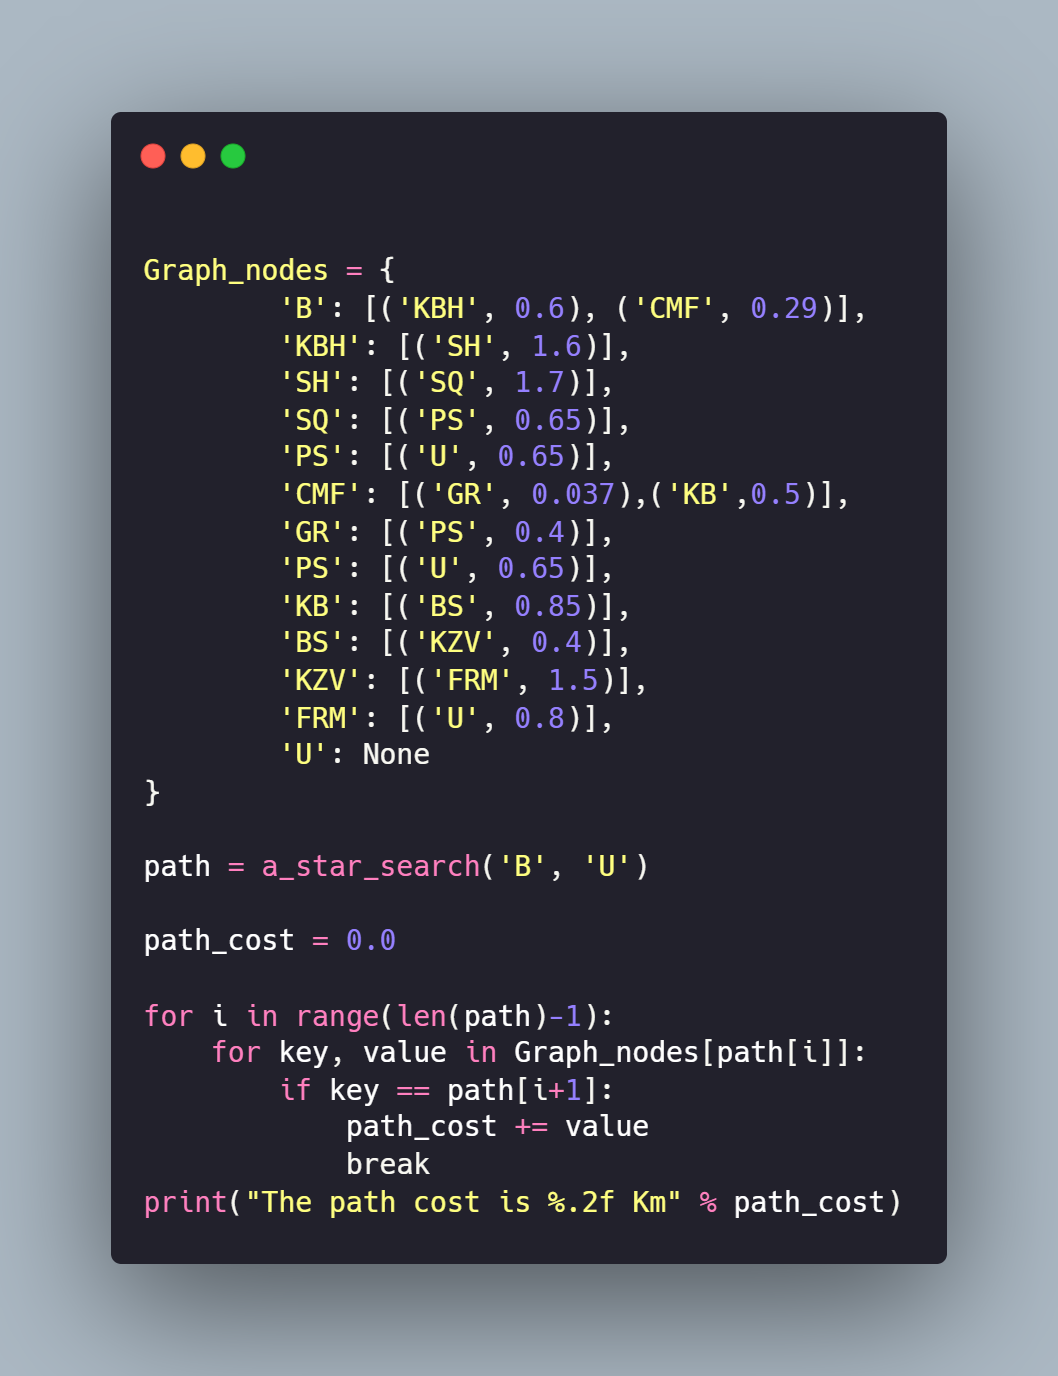 Graph_nodes = {
        'B': [('KBH', 0.6), ('CMF', 0.29)],
        'KBH': [('SH', 1.6)],
        'SH': [('SQ', 1.7)],
        'SQ': [('PS', 0.65)],
        'PS': [('U', 0.65)],
        'CMF': [('GR', 0.037),('KB',0.5)],
        'GR': [('PS', 0.4)],
        'PS': [('U', 0.65)],
        'KB': [('BS', 0.85)],
        'BS': [('KZV', 0.4)],
        'KZV': [('FRM', 1.5)],
        'FRM': [('U', 0.8)],
        'U': None
}
path = a_star_search('B', 'U')
path_cost = 0.0
for i in range(len(path)-1):
    for key, value in Graph_nodes[path[i]]:
        if key == path[i+1]:
            path_cost += value
            break
print("The path cost is %.2f Km" % path_cost)